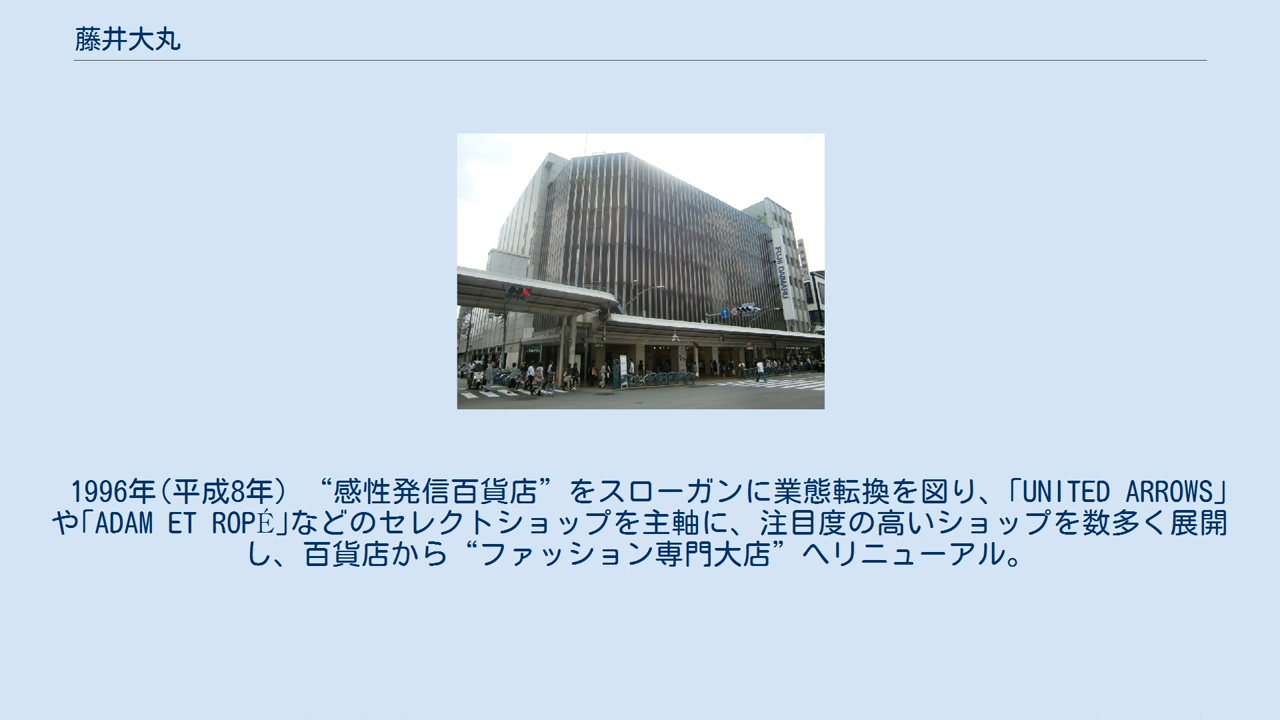 藤井大丸
FUJII DAIMARU
1996年(平成8年) “感性発信百貨店”をスローガンに業態転換を図り、「UNITED ARROWS」
や「ADAM ET ROPÉ」などのセレクトショップを主軸に、注目度の高いショップを数多く展開
し、百貨店から“ファッション専門大店”へリニューアル。